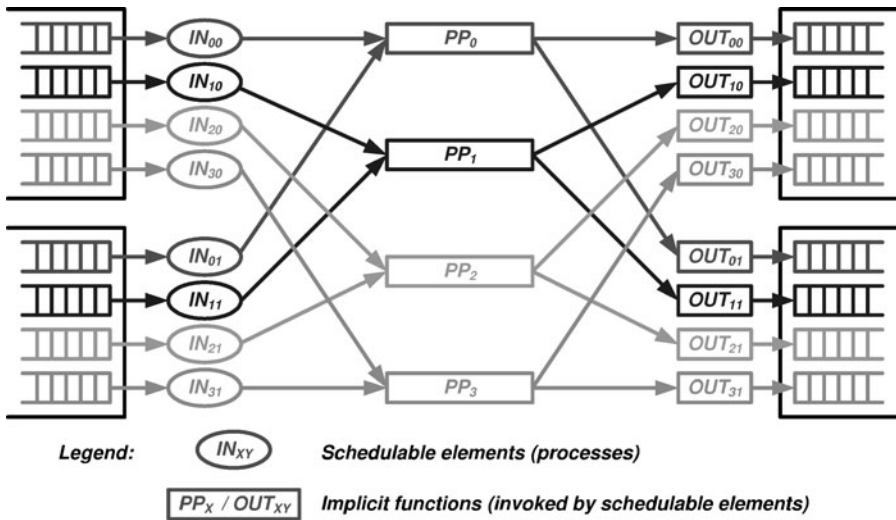 IN00 PP0 OUT00
IN10 OUT10
IN20 PP1 OUT20
IN30 OUT30
IN01 PP2 OUT01
IN11 OUT11
IN21 OUT21
IN31 PP3 OUT31
Legend: INXY Schedulable elements (processes)
PPX / OUTXY Implicit functions (invoked by schedulable elements)